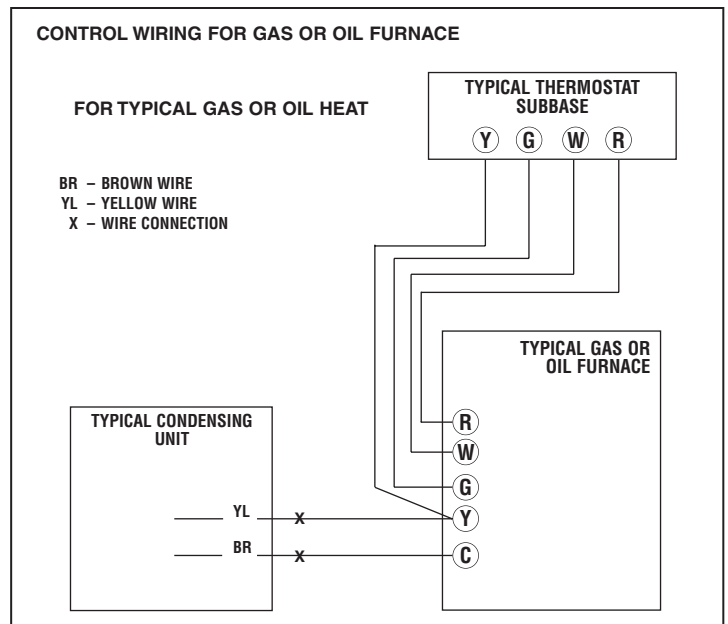 CONTROL WIRING FOR GAS OR OIL FURNACE
FOR TYPICAL GAS OR OIL HEAT
TYPICAL THERMOSTAT
SUBBASE
Y G W R
BR – BROWN WIRE
YL – YELLOW WIRE
X – WIRE CONNECTION
TYPICAL GAS OR
OIL FURNACE
R
W
G
Y
C
TYPICAL CONDENSING
UNIT
YL X
BR X